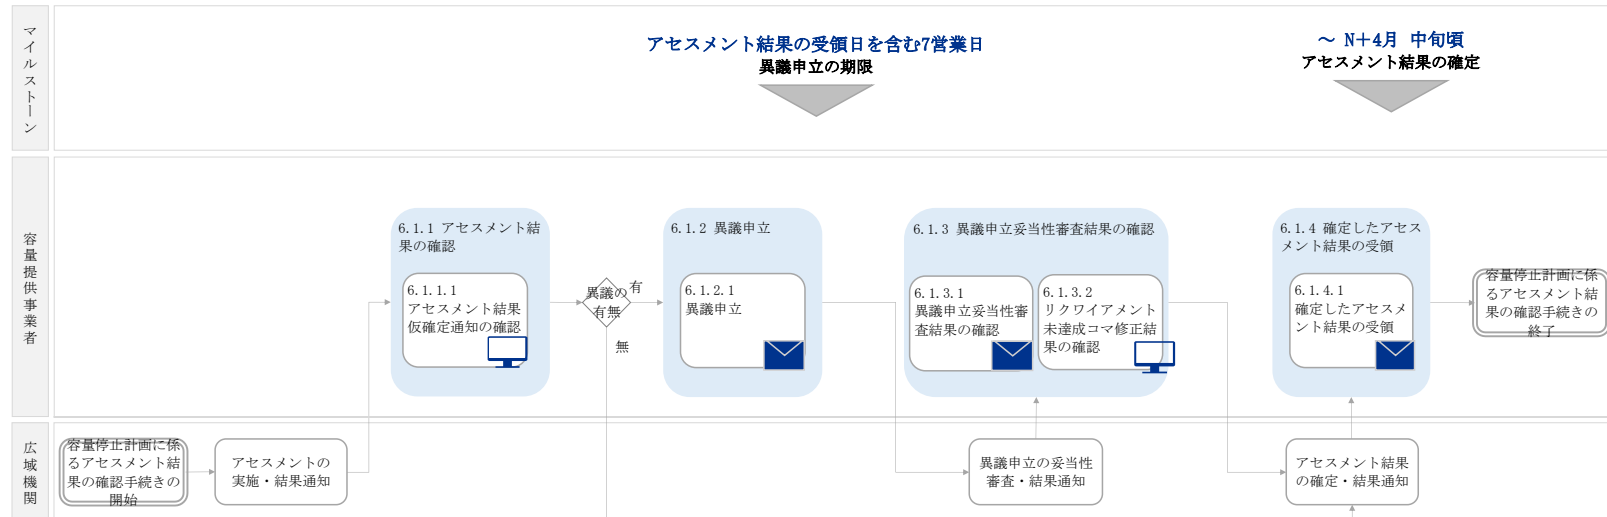 マイルストーン
アセスメント結果の受領日を含む7営業日
異議申立の期限
～ N＋4月 中旬頃
アセスメント結果の確定
容量提供事業者
6.1.1 アセスメント結
果の確認
6.1.1.1
アセスメント結果
仮確定通知の確認
異議の
有無
有
無
6.1.2 異議申立
6.1.2.1
異議申立
6.1.3 異議申立妥当性審査結果の確認
6.1.3.1
異議申立妥当性審
査結果の確認
6.1.3.2
リクワイアメント
未達成コマ修正結
果の確認
6.1.4 確定したアセス
メント結果の受領
6.1.4.1
確定したアセスメ
ント結果の受領
容量停止計画に係
るアセスメント結
果の確認手続きの
終了
広域機関
容量停止計画に係
るアセスメント結
果の確認手続きの
開始
アセスメントの
実施・結果通知
異議申立の妥当性
審査・結果通知
アセスメント結果
の確定・結果通知